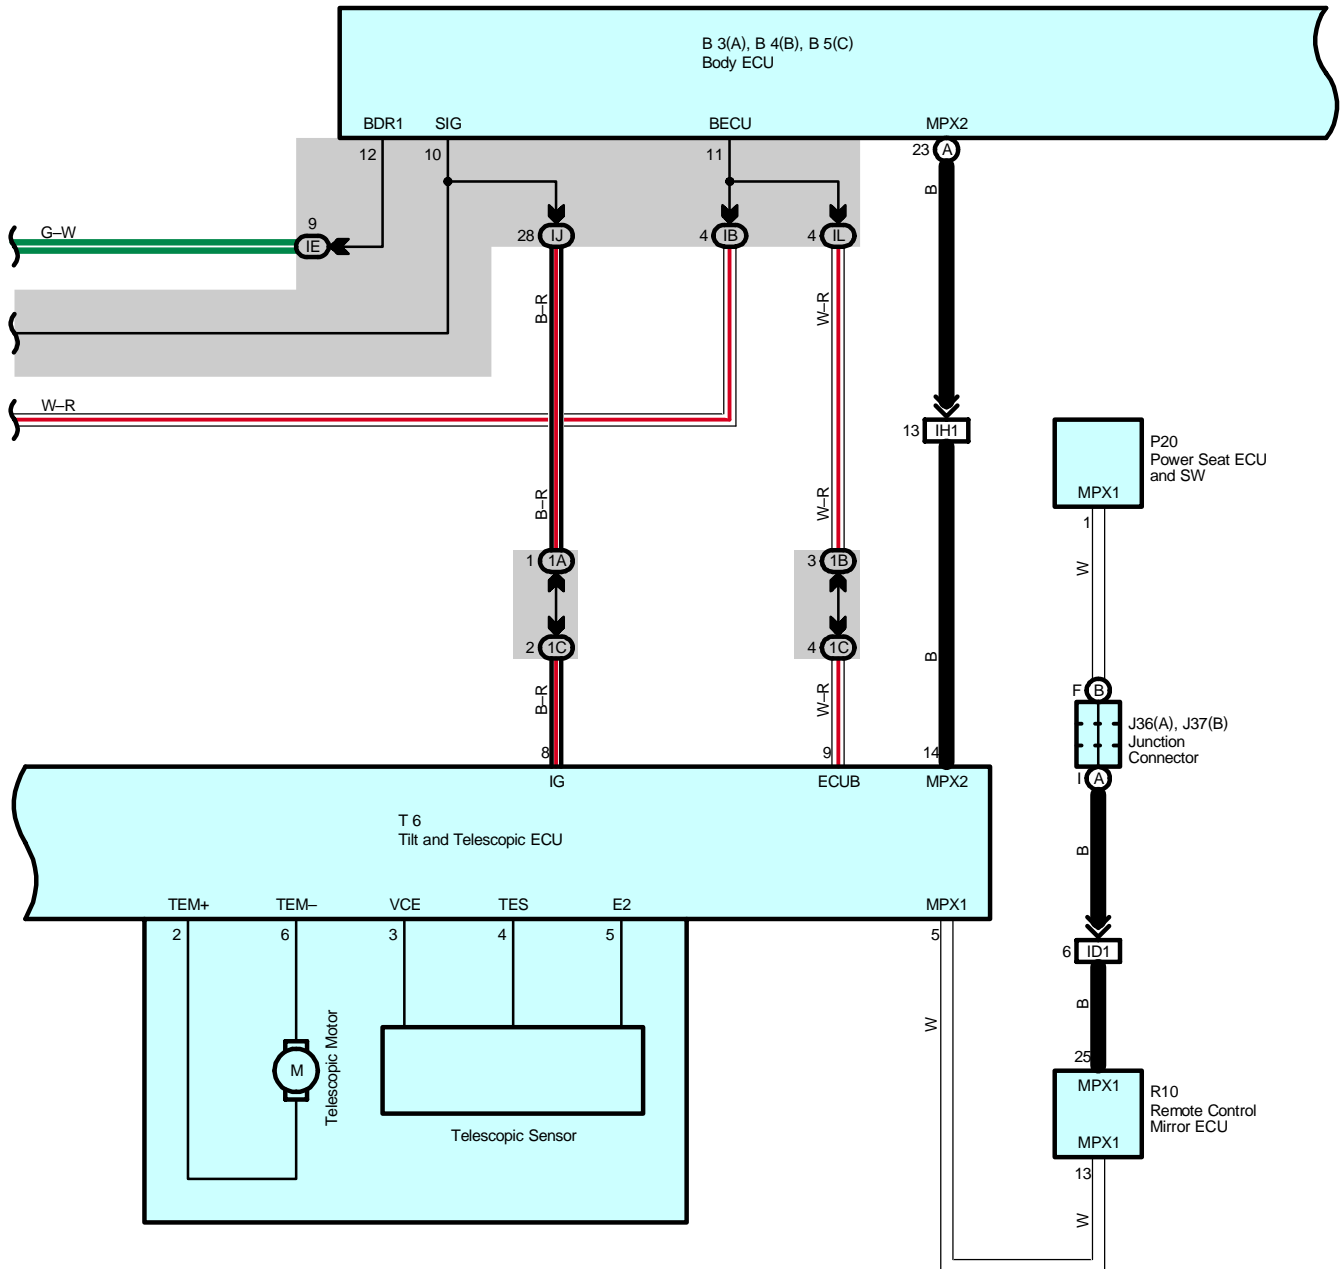 B 3(A), B 4(B), B 5(C)
Body ECU
BDR1
SIG
BECU
MPX2
12
10
11
23
A
B
9
G–W
IE
28
IJ
4
IB
4
IL
B–R
W–R
W–R
13
IH1
P20
Power Seat ECU
and SW
MPX1
1
B–R
W–R
1
1A
3
1B
W
2
1C
4
1C
B
B–R
W–R
F
B
J36(A), J37(B)
Junction
Connector
8
9
14
I
A
IG
ECUB
MPX2
T 6
Tilt and Telescopic ECU
B
TEM+
TEM–
VCE
TES
E2
MPX1
2
6
3
4
5
5
6
ID1
B
W
25
M
Telescopic Motor
MPX1
R10
Remote Control
Mirror ECU
Telescopic Sensor
MPX1
13
W